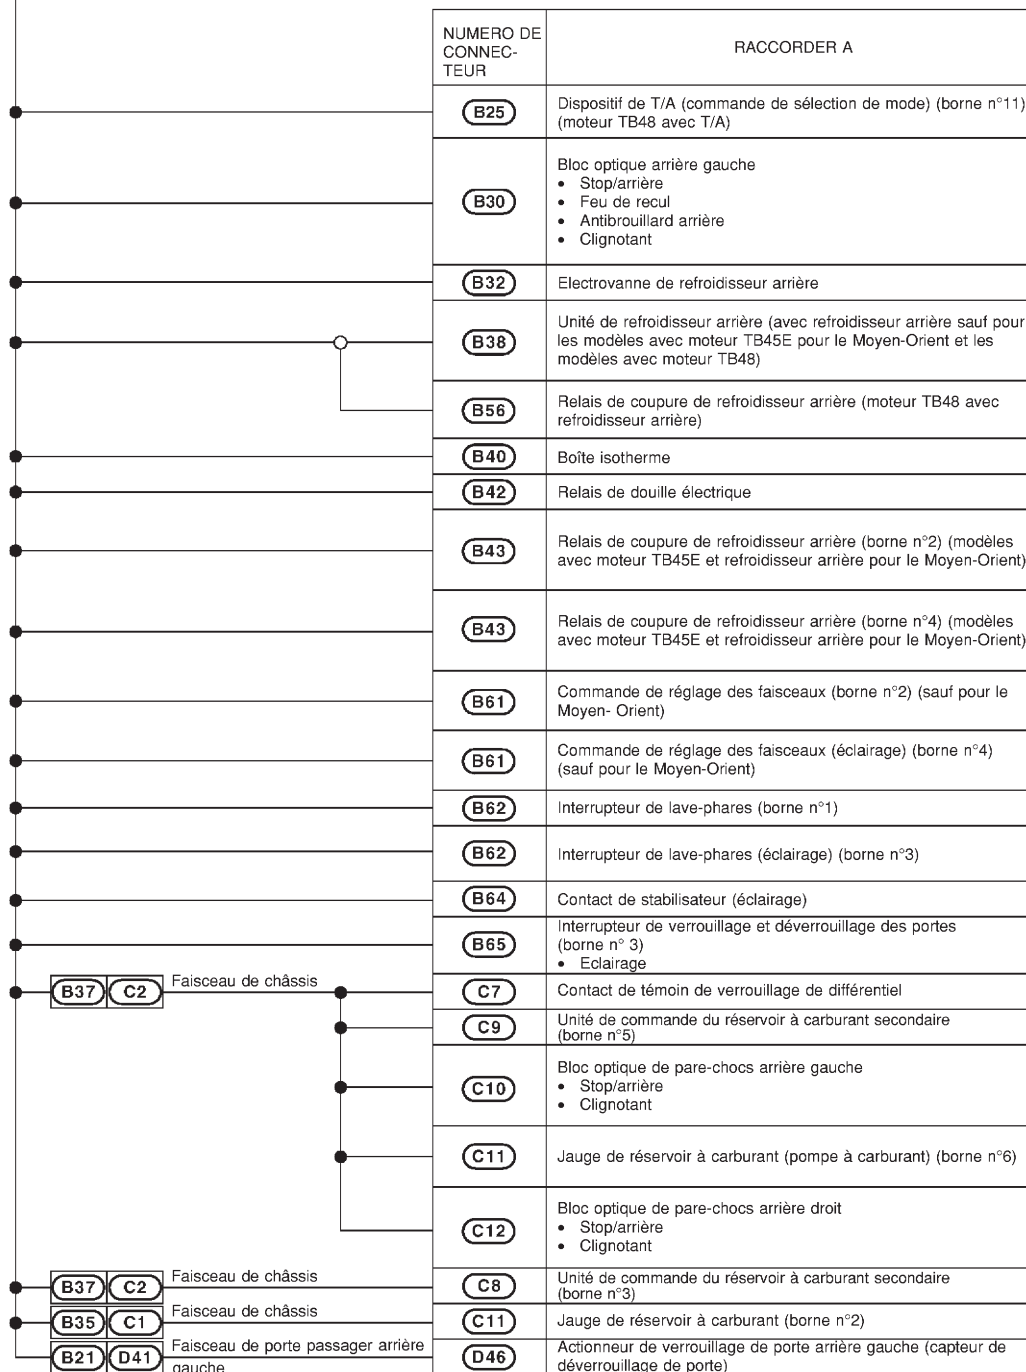 NUMERO DE
CONNEC-
TEUR
RACCORDER A
B25
Dispositif de T/A (commande de sélection de mode) (borne n°11)
(moteur TB48 avec T/A)
B30
Bloc optique arrière gauche
• Stop/arrière
• Feu de recul
• Antibrouillard arrière
• Clignotant
B32
Electrovanne de refroidisseur arrière
B38
Unité de refroidisseur arrière (avec refroidisseur arrière sauf pour
les modèles avec moteur TB45E pour le Moyen-Orient et les
modèles avec moteur TB48)
B56
Relais de coupure de refroidisseur arrière (moteur TB48 avec
refroidisseur arrière)
B40
Boîte isotherme
B42
Relais de douille électrique
B43
Relais de coupure de refroidisseur arrière (borne n°2) (modèles
avec moteur TB45E et refroidisseur arrière pour le Moyen-Orient)
B43
Relais de coupure de refroidisseur arrière (borne n°4) (modèles
avec moteur TB45E et refroidisseur arrière pour le Moyen-Orient)
B61
Commande de réglage des faisceaux (borne n°2) (sauf pour le
Moyen- Orient)
B61
Commande de réglage des faisceaux (éclairage) (borne n°4)
(sauf pour le Moyen-Orient)
B62
Interrupteur de lave-phares (borne n°1)
B62
Interrupteur de lave-phares (éclairage) (borne n°3)
B64
Contact de stabilisateur (éclairage)
B65
Interrupteur de verrouillage et déverrouillage des portes
(borne n° 3)
• Eclairage
B37 C2 Faisceau de châssis
C7
Contact de témoin de verrouillage de différentiel
C9
Unité de commande du réservoir à carburant secondaire
(borne n°5)
C10
Bloc optique de pare-chocs arrière gauche
• Stop/arrière
• Clignotant
C11
Jauge de réservoir à carburant (pompe à carburant) (borne n°6)
C12
Bloc optique de pare-chocs arrière droit
• Stop/arrière
• Clignotant
B37 C2 Faisceau de châssis
C8
Unité de commande du réservoir à carburant secondaire
(borne n°3)
B35 C1 Faisceau de châssis
C11
Jauge de réservoir à carburant (borne n°2)
B21 D41 Faisceau de porte passager arrière
gauche
D46
Actionneur de verrouillage de porte arrière gauche (capteur de
déverrouillage de porte)